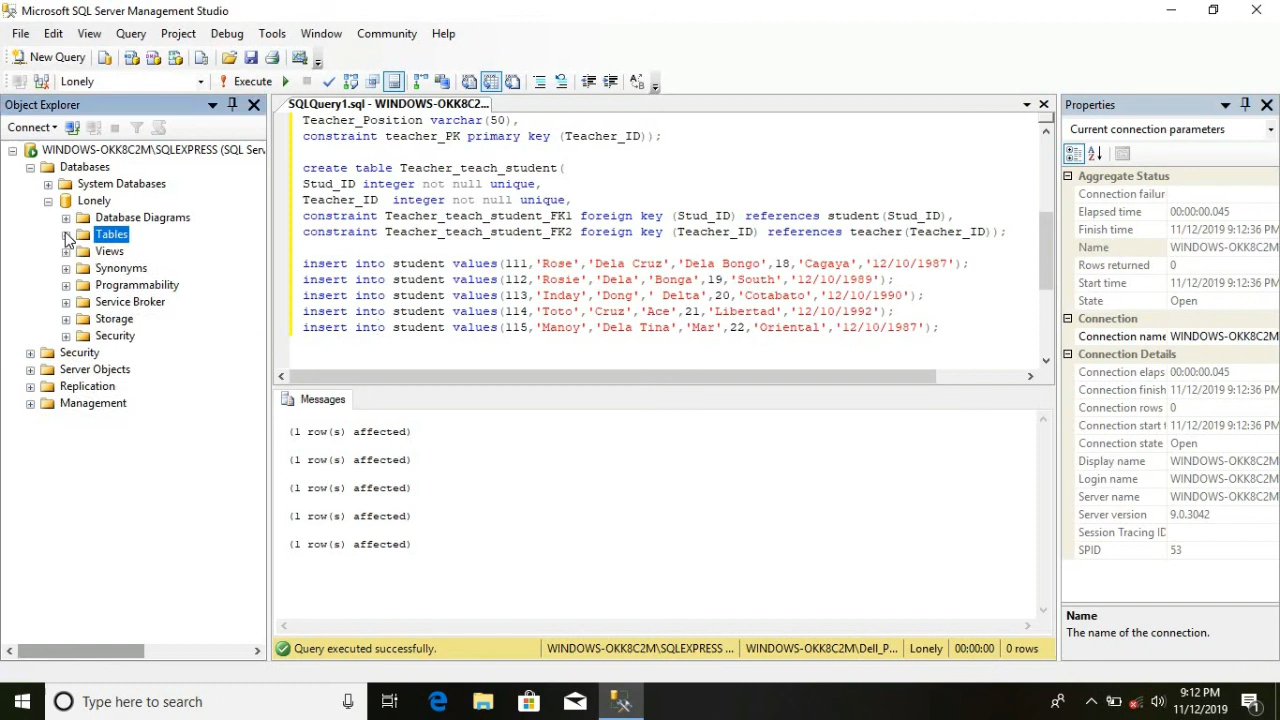 Microsoft SQL Server Management Studio
File Edit View Query Project Debug Tools Window Community Help
New Query
Lonely Execute
Object Explorer
Connect
WINDOWS-OKK8C2M\SQLEXPRESS (SQL Serv
Databases
System Databases
Lonely
Database Diagrams
Tables
Views
Synonyms
Programmability
Service Broker
Storage
Security
Security
Server Objects
Replication
Management
SQLQuery1.sql - WINDOWS-OKK8C2M...
Teacher_Position varchar(50),
constraint teacher_PK primary key (Teacher_ID));
create table Teacher_teach_student(
Stud_ID integer not null unique,
Teacher_ID  integer not null unique,
constraint Teacher_teach_student_FK1 foreign key (Stud_ID) references student(Stud_ID),
constraint Teacher_teach_student_FK2 foreign key (Teacher_ID) references teacher(Teacher_ID));
insert into student values(111,'Rose','Dela Cruz','Dela Bongo',18,'Cagaya','12/10/1987');
insert into student values(112,'Rosie','Dela','Bonga',19,'South','12/10/1989');
insert into student values(113,'Inday','Dong',' Delta',20,'Cotabato','12/10/1990');
insert into student values(114,'Toto','Cruz','Ace',21,'Libertad','12/10/1992');
insert into student values(115,'Manoy','Dela Tina','Mar',22,'Oriental','12/10/1987');
Messages
(1 row(s) affected)
(1 row(s) affected)
(1 row(s) affected)
(1 row(s) affected)
(1 row(s) affected)
Query executed successfully. WINDOWS-OKK8C2M\SQLEXPRESS ... WINDOWS-OKK8C2M\Dell_P... Lonely 00:00:00 0 rows
Properties
Current connection parameters
Aggregate Status
Connection failur
Elapsed time 00:00:00.045
Finish time 11/12/2019 9:12:36 PM
Name WINDOWS-OKK8C2M
Rows returned 0
Start time 11/12/2019 9:12:36 PM
State Open
Connection
Connection name WINDOWS-OKK8C2M
Connection Details
Connection elaps 00:00:00.045
Connection finish 11/12/2019 9:12:36 PM
Connection rows 0
Connection start t 11/12/2019 9:12:36 PM
Connection state Open
Display name WINDOWS-OKK8C2M
Login name WINDOWS-OKK8C2M
Server name WINDOWS-OKK8C2M
Server version 9.0.3042
Session Tracing ID
SPID 53
Name
The name of the connection.
Type here to search
9:12 PM
11/12/2019
1